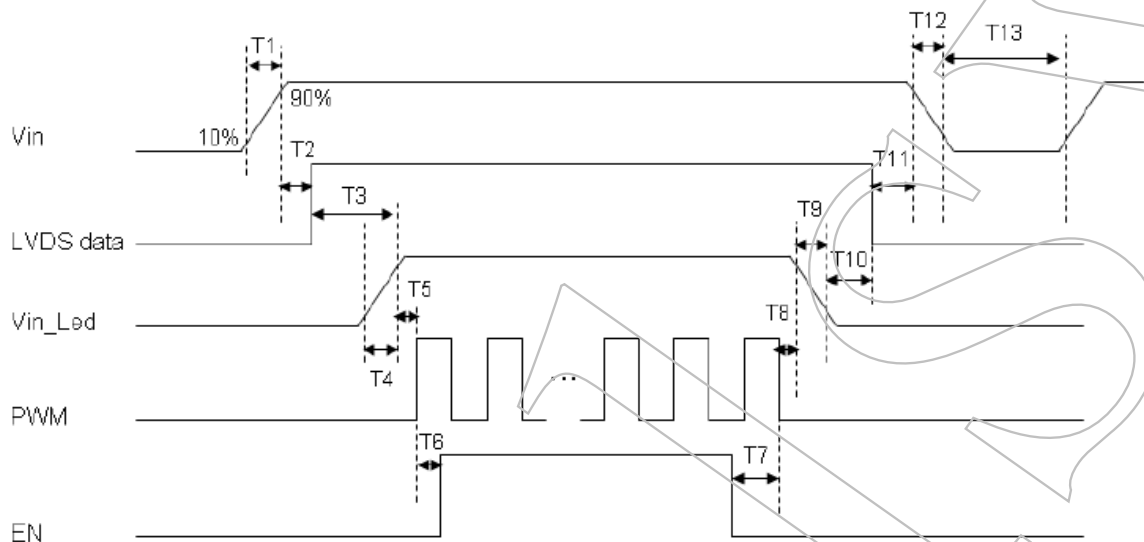 T12
T13
T1
90%
Vin
10%
T2
T11
T3
T9
LVDS data
T10
T5
Vin_Led
T8
T4
...
PWM
T6
T7
EN